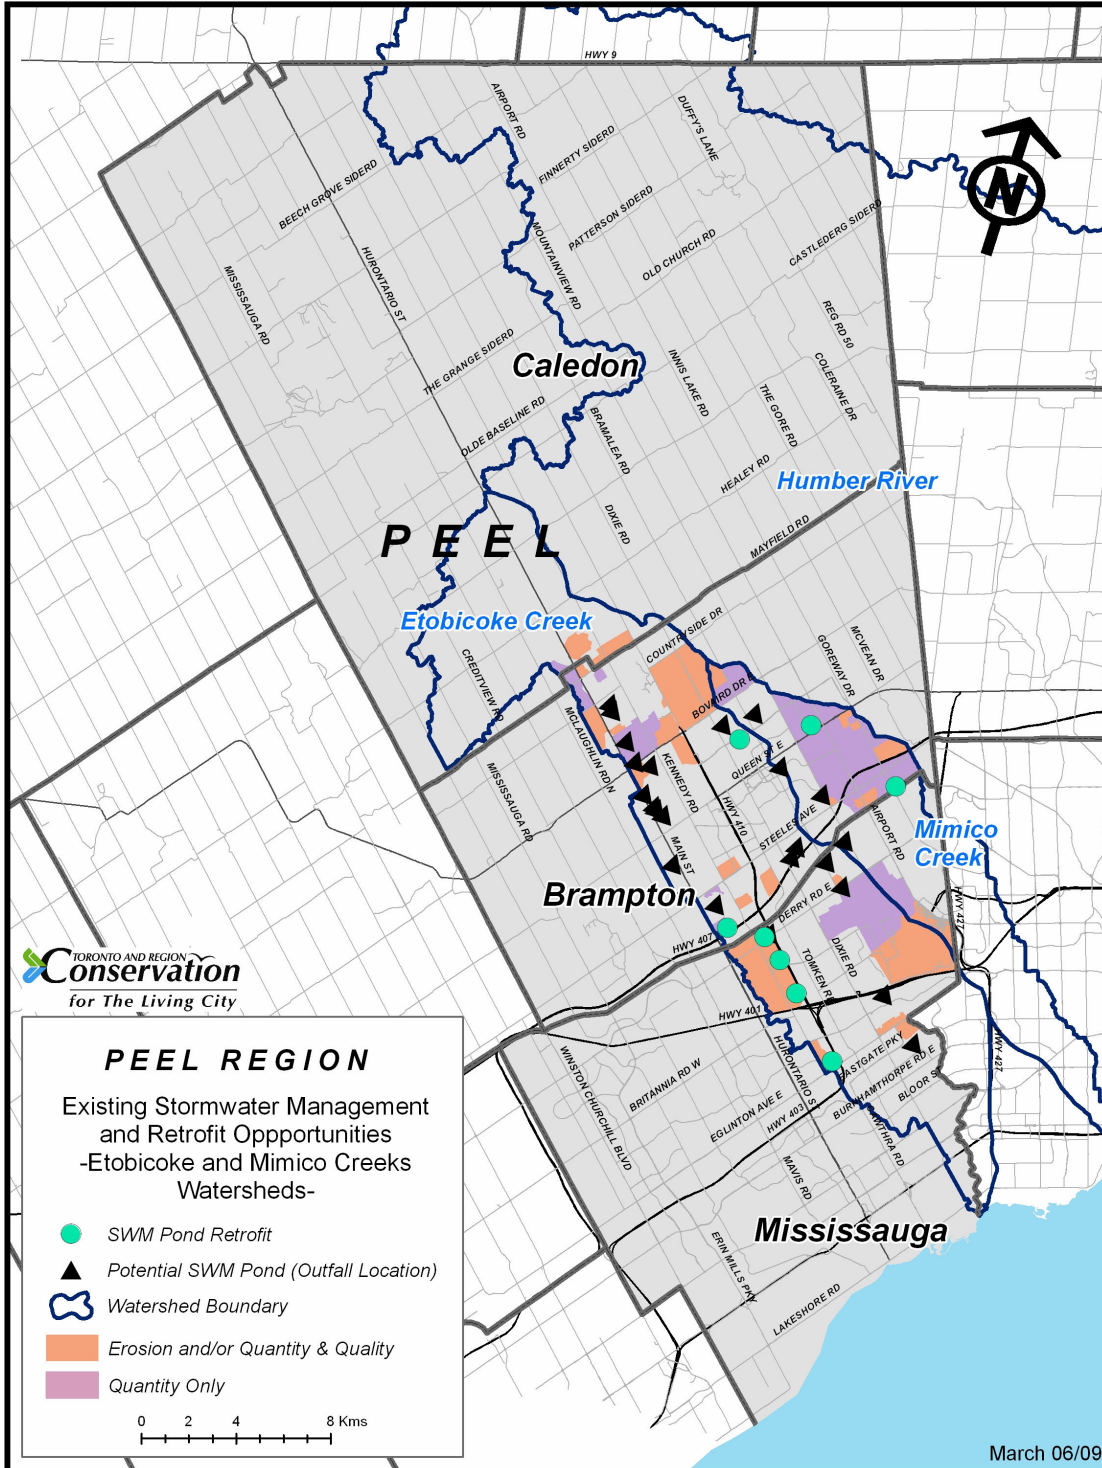 HWY 9
AIRPORT RD
DUFFY'S LANE
FINNERTY SIDERD
BEECH GROVE SIDERD
PATTERSON SIDERD
N
MOUNTAINVIEW RD
OLD CHURCH RD
CASTLEDERG SIDERD
HURONTARIO ST
MISSISSAUGA RD
REG RD 50
THE GRANGE SIDERD
Caledon
INNIS LAKE RD
COLERAINE DR
THE GORE RD
OLDE BASELINE RD
BRAMALEA RD
HEALEY RD
Humber River
DIXIE RD
MAYFIELD RD
PEEL
Etobicoke Creek
COUNTRYSIDE DR
MCVEAN DR
GOREWAY DR
CREDITVIEW RD
BOVAIRD DR E
MCLAUGHLIN RD N
QUEEN ST E
KENNEDY RD
MISSISSAUGA RD
HWY 410
STEELES AVE
AIRPORT RD
Mimico
Creek
MAIN ST
Brampton
DERRY RD E
HWY 427
HWY 407
DIXIE RD
TOMKEN RD
TORONTO AND REGION
Conservation
for The Living City
HWY 401
HURONTARIO ST
EASTGATE PKY
HWY 427
BURNHAMTHORPE RD E
BLOOR S
WINSTON CHURCHILL BLVD
BRITANNIA RD W
EGLINTON AVE E
HWY 403
CAWTHRA RD
MAVIS RD
Mississauga
ERIN MILLS PKY
LAKESHORE RD
PEEL REGION
Existing Stormwater Management
and Retrofit Oppportunities
-Etobicoke and Mimico Creeks
Watersheds-
SWM Pond Retrofit
Potential SWM Pond (Outfall Location)
Watershed Boundary
Erosion and/or Quantity & Quality
Quantity Only
0 2 4 8 Kms
March 06/09